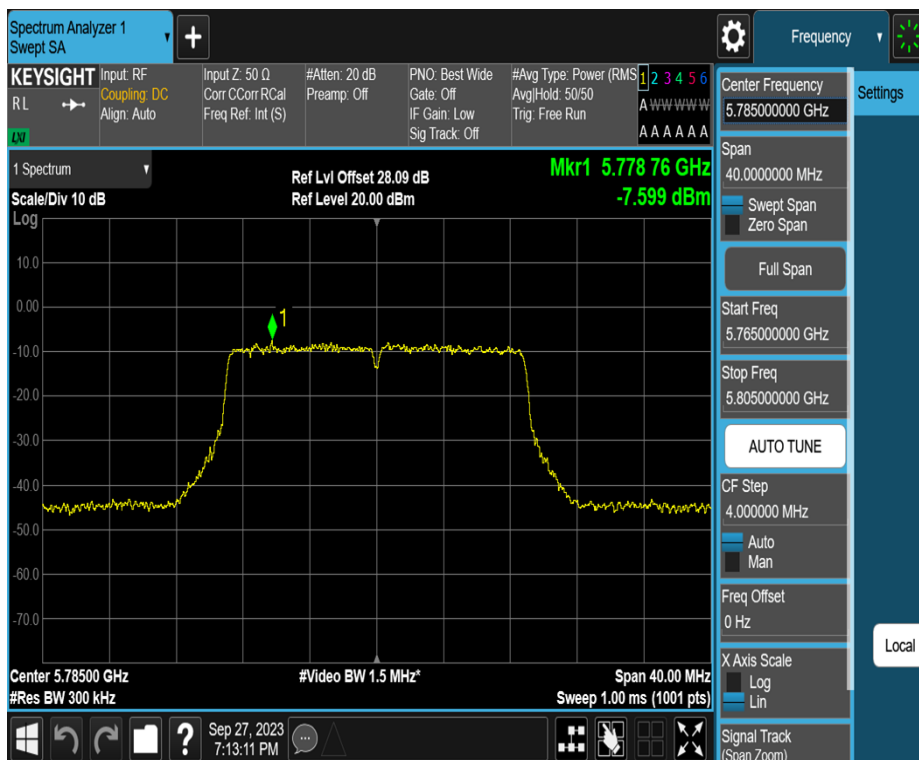 Spectrum Analyzer 1
Swept SA
+
Frequency
KEYSIGHT
RL
LXI
Input: RF
Coupling: DC
Align: Auto
Input Z: 50 Ω
Corr CCorr RCal
Freq Ref: Int (S)
#Atten: 20 dB
Preamp: Off
PNO: Best Wide
Gate: Off
IF Gain: Low
Sig Track: Off
#Avg Type: Power (RMS
Avg|Hold: 50/50
Trig: Free Run
1 2 3 4 5 6
A W W W W W
A A A A A A
1 Spectrum
Scale/Div 10 dB
Log
Ref Lvl Offset 28.09 dB
Ref Level 20.00 dBm
Mkr1 5.778 76 GHz
-7.599 dBm
10.0
0.00
-10.0
-20.0
-30.0
-40.0
-50.0
-60.0
-70.0
1
Center 5.78500 GHz
#Res BW 300 kHz
#Video BW 1.5 MHz*
Span 40.00 MHz
Sweep 1.00 ms (1001 pts)
?
Sep 27, 2023
7:13:11 PM
Center Frequency
5.785000000 GHz
Settings
Span
40.0000000 MHz
Swept Span
Zero Span
Full Span
Start Freq
5.765000000 GHz
Stop Freq
5.805000000 GHz
AUTO TUNE
CF Step
4.000000 MHz
Auto
Man
Freq Offset
0 Hz
Local
X Axis Scale
Log
Lin
Signal Track
(Span Zoom)